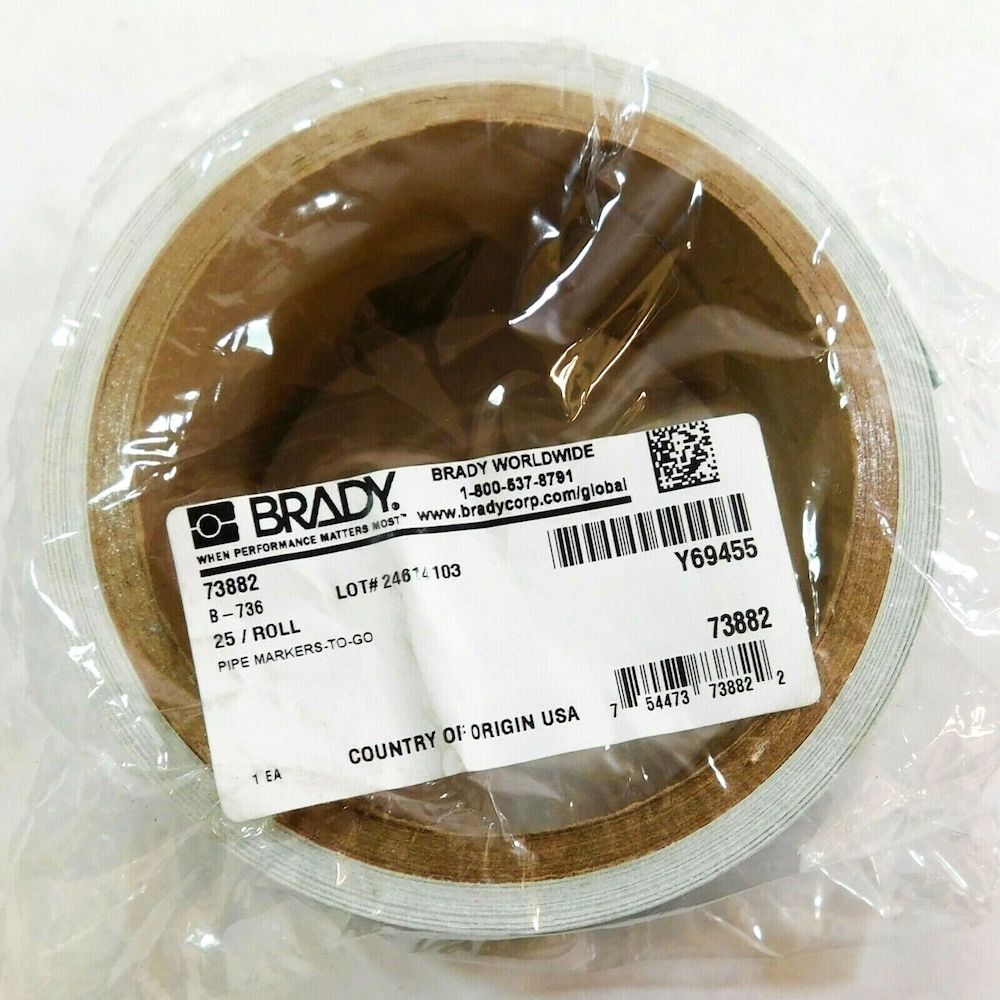 BRADY®
WHEN PERFORMANCE MATTERS MOST™
BRADY WORLDWIDE
1-800-537-8791
www.bradycorp.com/global
73882
LOT# 24614103
B-736
25 / ROLL
PIPE MARKERS-TO-GO
Y69455
73882
7 54473 73882 2
COUNTRY OF ORIGIN USA
1 EA